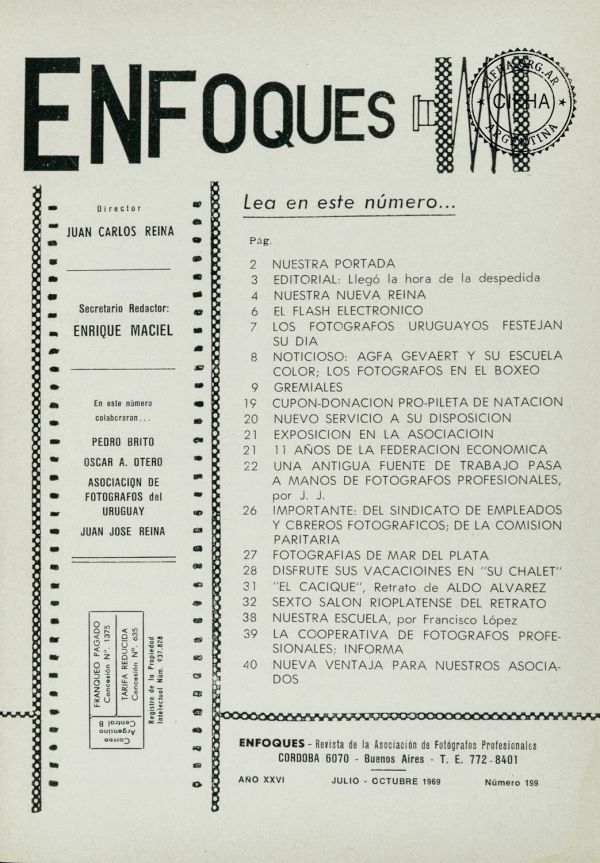 ENFOQUES
CIFHA.ORG.AR
CIFHA
ARGENTINA
Director
JUAN CARLOS REINA
Secretario Redactor:
ENRIQUE MACIEL
En este número
colaboraron...
PEDRO BRITO
OSCAR A. OTERO
ASOCIACION DE
FOTOGRAFOS del
URUGUAY
JUAN JOSE REINA
FRANQUEO PAGADO
Concesión Nº. 1375
TARIFA REDUCIDA
Concesión Nº. 635
Correo
Argentino
Central B
Registro de la Propiedad
Intelectual Núm. 937.828
Lea en este número...
Pág.
2 NUESTRA PORTADA
3 EDITORIAL: Llegó la hora de la despedida
4 NUESTRA NUEVA REINA
6 EL FLASH ELECTRONICO
7 LOS FOTOGRAFOS URUGUAYOS FESTEJAN
SU DIA
8 NOTICIOSO: AGFA GEVAERT Y SU ESCUELA
COLOR; LOS FOTOGRAFOS EN EL BOXEO
9 GREMIALES
19 CUPON-DONACION PRO-PILETA DE NATACION
20 NUEVO SERVICIO A SU DISPOSICION
21 EXPOSICION EN LA ASOCIACIOIN
21 11 AÑOS DE LA FEDERACION ECONOMICA
22 UNA ANTIGUA FUENTE DE TRABAJO PASA
A MANOS DE FOTOGRAFOS PROFESIONALES,
por J. J.
26 IMPORTANTE: DEL SINDICATO DE EMPLEADOS
Y CBREROS FOTOGRAFICOS; DE LA COMISION
PARITARIA
27 FOTOGRAFIAS DE MAR DEL PLATA
28 DISFRUTE SUS VACACIOINES EN "SU CHALET"
31 "EL CACIQUE", Retrato de ALDO ALVAREZ
32 SEXTO SALON RIOPLATENSE DEL RETRATO
38 NUESTRA ESCUELA, por Francisco López
39 LA COOPERATIVA DE FOTOGRAFOS PROFE-
SIONALES; INFORMA
40 NUEVA VENTAJA PARA NUESTROS ASOCIA-
DOS
ENFOQUES - Revista de la Asociación de Fotógrafos Profesionales
CORDOBA 6070 - Buenos Aires - T. E. 772-8401
AÑO XXVI JULIO - OCTUBRE 1969 Número 199